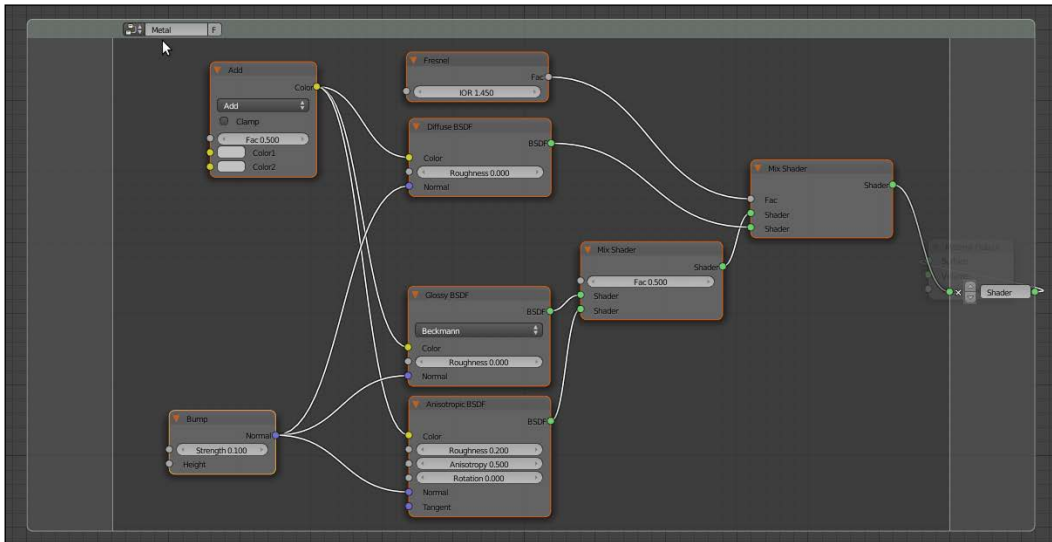 Metal
F
Add
Color
Add
Clamp
Fac 0.500
Color1
Color2
Fresnel
Fac
IOR 1.450
Diffuse BSDF
BSDF
Color
Roughness 0.000
Normal
Mix Shader
Shader
Fac
Shader
Shader
Mix Shader
Shader
Fac 0.500
Shader
Shader
Glossy BSDF
BSDF
Beckmann
Color
Roughness 0.000
Normal
Anisotropic BSDF
BSDF
Color
Roughness 0.200
Anisotropy 0.500
Rotation 0.000
Normal
Tangent
Bump
Normal
Strength 0.100
Height
Surface
Shader